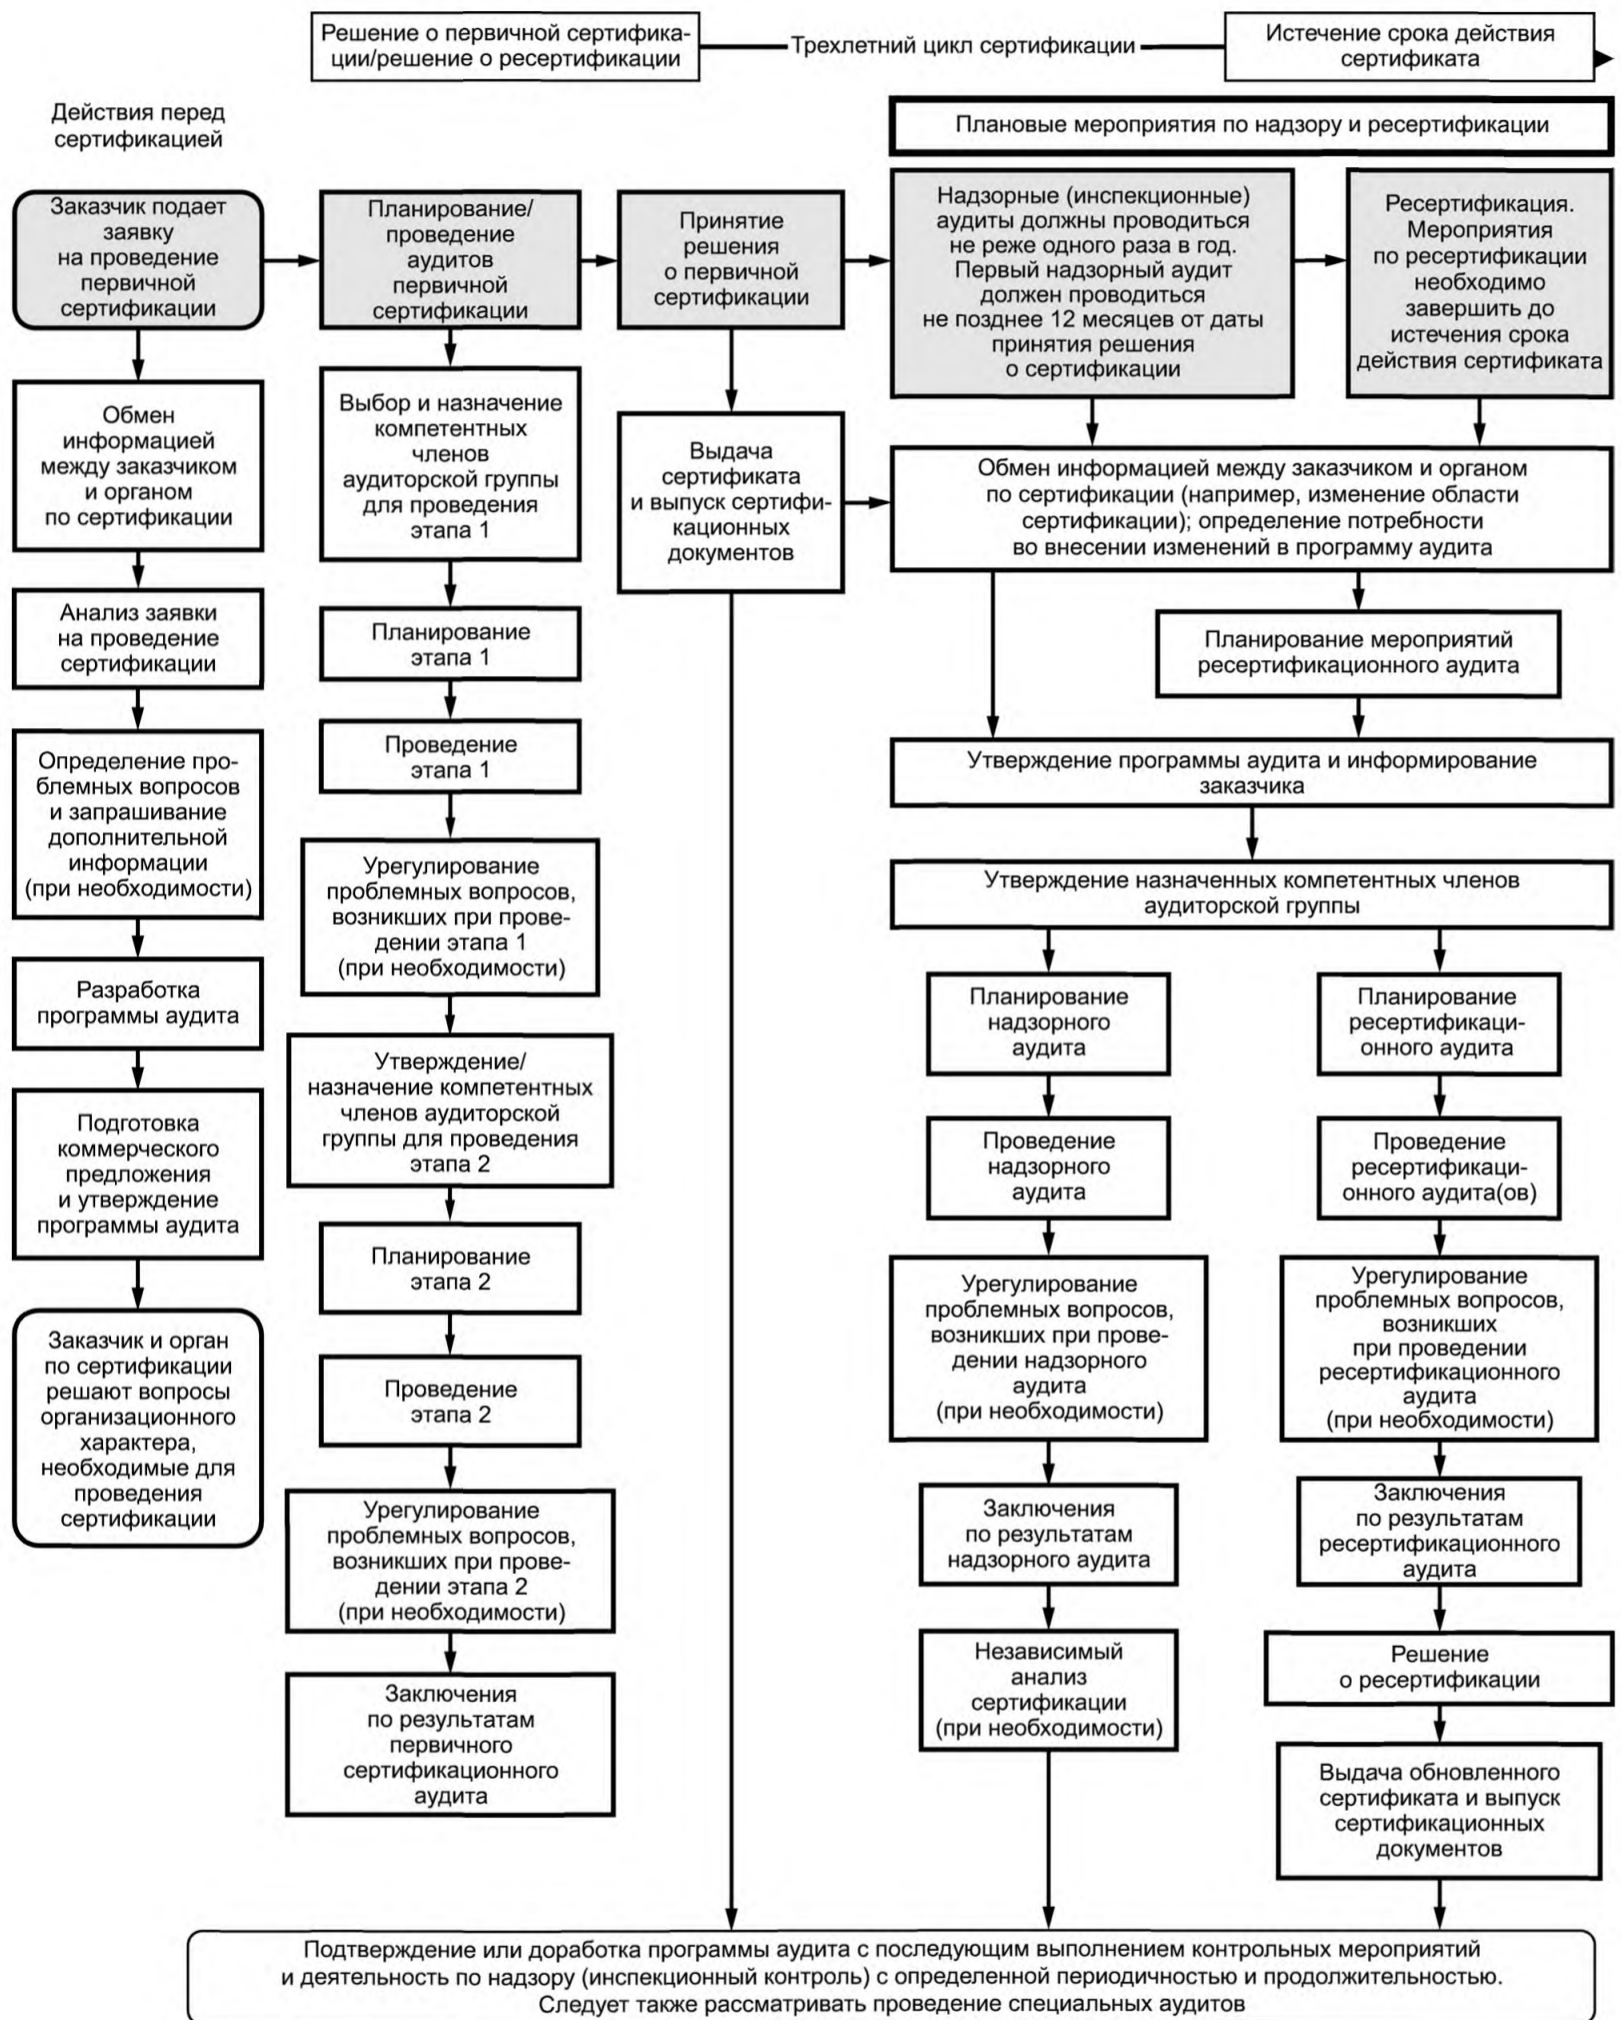 Решение о первичной сертифика-
ции/решение о ресертификации
Трехлетний цикл сертификации
Истечение срока действия
сертификата
Действия перед
сертификацией
Плановые мероприятия по надзору и ресертификации
Заказчик подает
заявку
на проведение
первичной
сертификации
Обмен
информацией
между заказчиком
и органом
по сертификации
Анализ заявки
на проведение
сертификации
Определение про-
блемных вопросов
и запрашивание
дополнительной
информации
(при необходимости)
Разработка
программы аудита
Подготовка
коммерческого
предложения
и утверждение
программы аудита
Заказчик и орган
по сертификации
решают вопросы
организационного
характера,
необходимые для
проведения
сертификации
Планирование/
проведение
аудитов
первичной
сертификации
Выбор и назначение
компетентных
членов
аудиторской группы
для проведения
этапа 1
Планирование
этапа 1
Проведение
этапа 1
Урегулирование
проблемных вопросов,
возникших при прове-
дении этапа 1
(при необходимости)
Утверждение/
назначение компетентных
членов аудиторской
группы для проведения
этапа 2
Планирование
этапа 2
Проведение
этапа 2
Урегулирование
проблемных вопросов,
возникших при прове-
дении этапа 2
(при необходимости)
Заключения
по результатам
первичного
сертификационного
аудита
Принятие
решения
о первичной
сертификации
Выдача
сертификата
и выпуск сертифи-
кационных
документов
Надзорные (инспекционные)
аудиты должны проводиться
не реже одного раза в год.
Первый надзорный аудит
должен проводиться
не позднее 12 месяцев от даты
принятия решения
о сертификации
Ресертификация.
Мероприятия
по ресертификации
необходимо
завершить до
истечения срока
действия сертификата
Обмен информацией между заказчиком и органом
по сертификации (например, изменение области
сертификации); определение потребности
во внесении изменений в программу аудита
Планирование мероприятий
ресертификационного аудита
Утверждение программы аудита и информирование
заказчика
Утверждение назначенных компетентных членов
аудиторской группы
Планирование
надзорного
аудита
Проведение
надзорного
аудита
Урегулирование
проблемных вопросов,
возникших при прове-
дении надзорного
аудита
(при необходимости)
Заключения
по результатам
надзорного аудита
Независимый
анализ
сертификации
(при необходимости)
Планирование
ресертификаци-
онного аудита
Проведение
ресертификаци-
онного аудита(ов)
Урегулирование
проблемных вопросов,
возникших
при проведении
ресертификационного
аудита
(при необходимости)
Заключения
по результатам
ресертификационного
аудита
Решение
о ресертификации
Выдача обновленного
сертификата и выпуск
сертификационных
документов
Подтверждение или доработка программы аудита с последующим выполнением контрольных мероприятий
и деятельность по надзору (инспекционный контроль) с определенной периодичностью и продолжительностью.
Следует также рассматривать проведение специальных аудитов